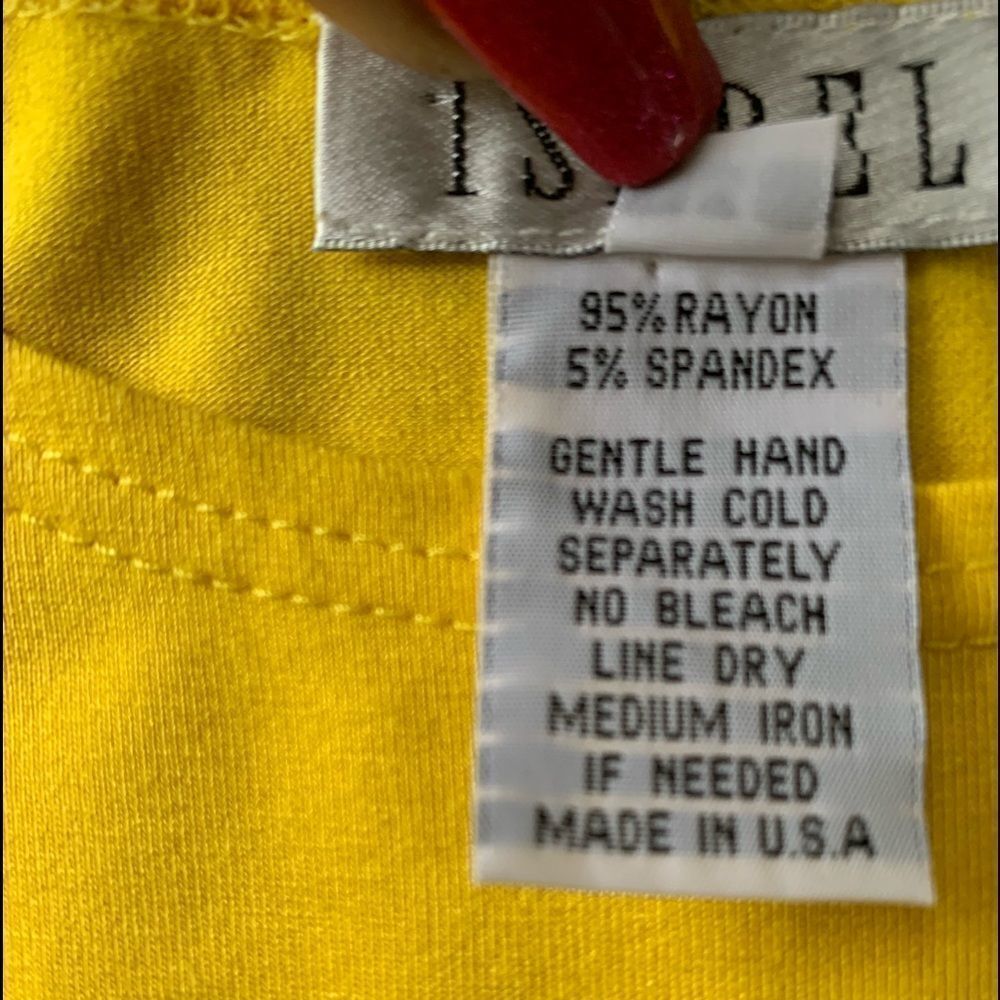 95% RAYON
5% SPANDEX
GENTLE HAND
WASH COLD
SEPARATELY
NO BLEACH
LINE DRY
MEDIUM IRON
IF NEEDED
MADE IN U.S.A